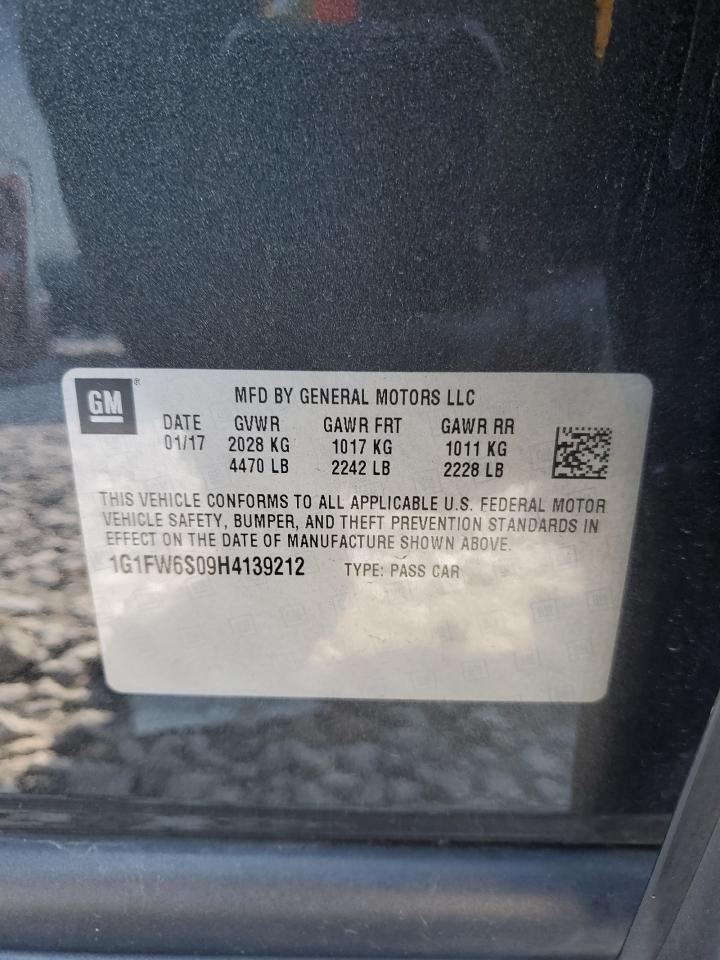 GM®
MFD BY GENERAL MOTORS LLC
DATE GVWR GAWR FRT GAWR RR
01/17 2028 KG 1017 KG 1011 KG
4470 LB 2242 LB 2228 LB
THIS VEHICLE CONFORMS TO ALL APPLICABLE U.S. FEDERAL MOTOR
VEHICLE SAFETY, BUMPER, AND THEFT PREVENTION STANDARDS IN
EFFECT ON THE DATE OF MANUFACTURE SHOWN ABOVE.
1G1FW6S09H4139212 TYPE: PASS CAR